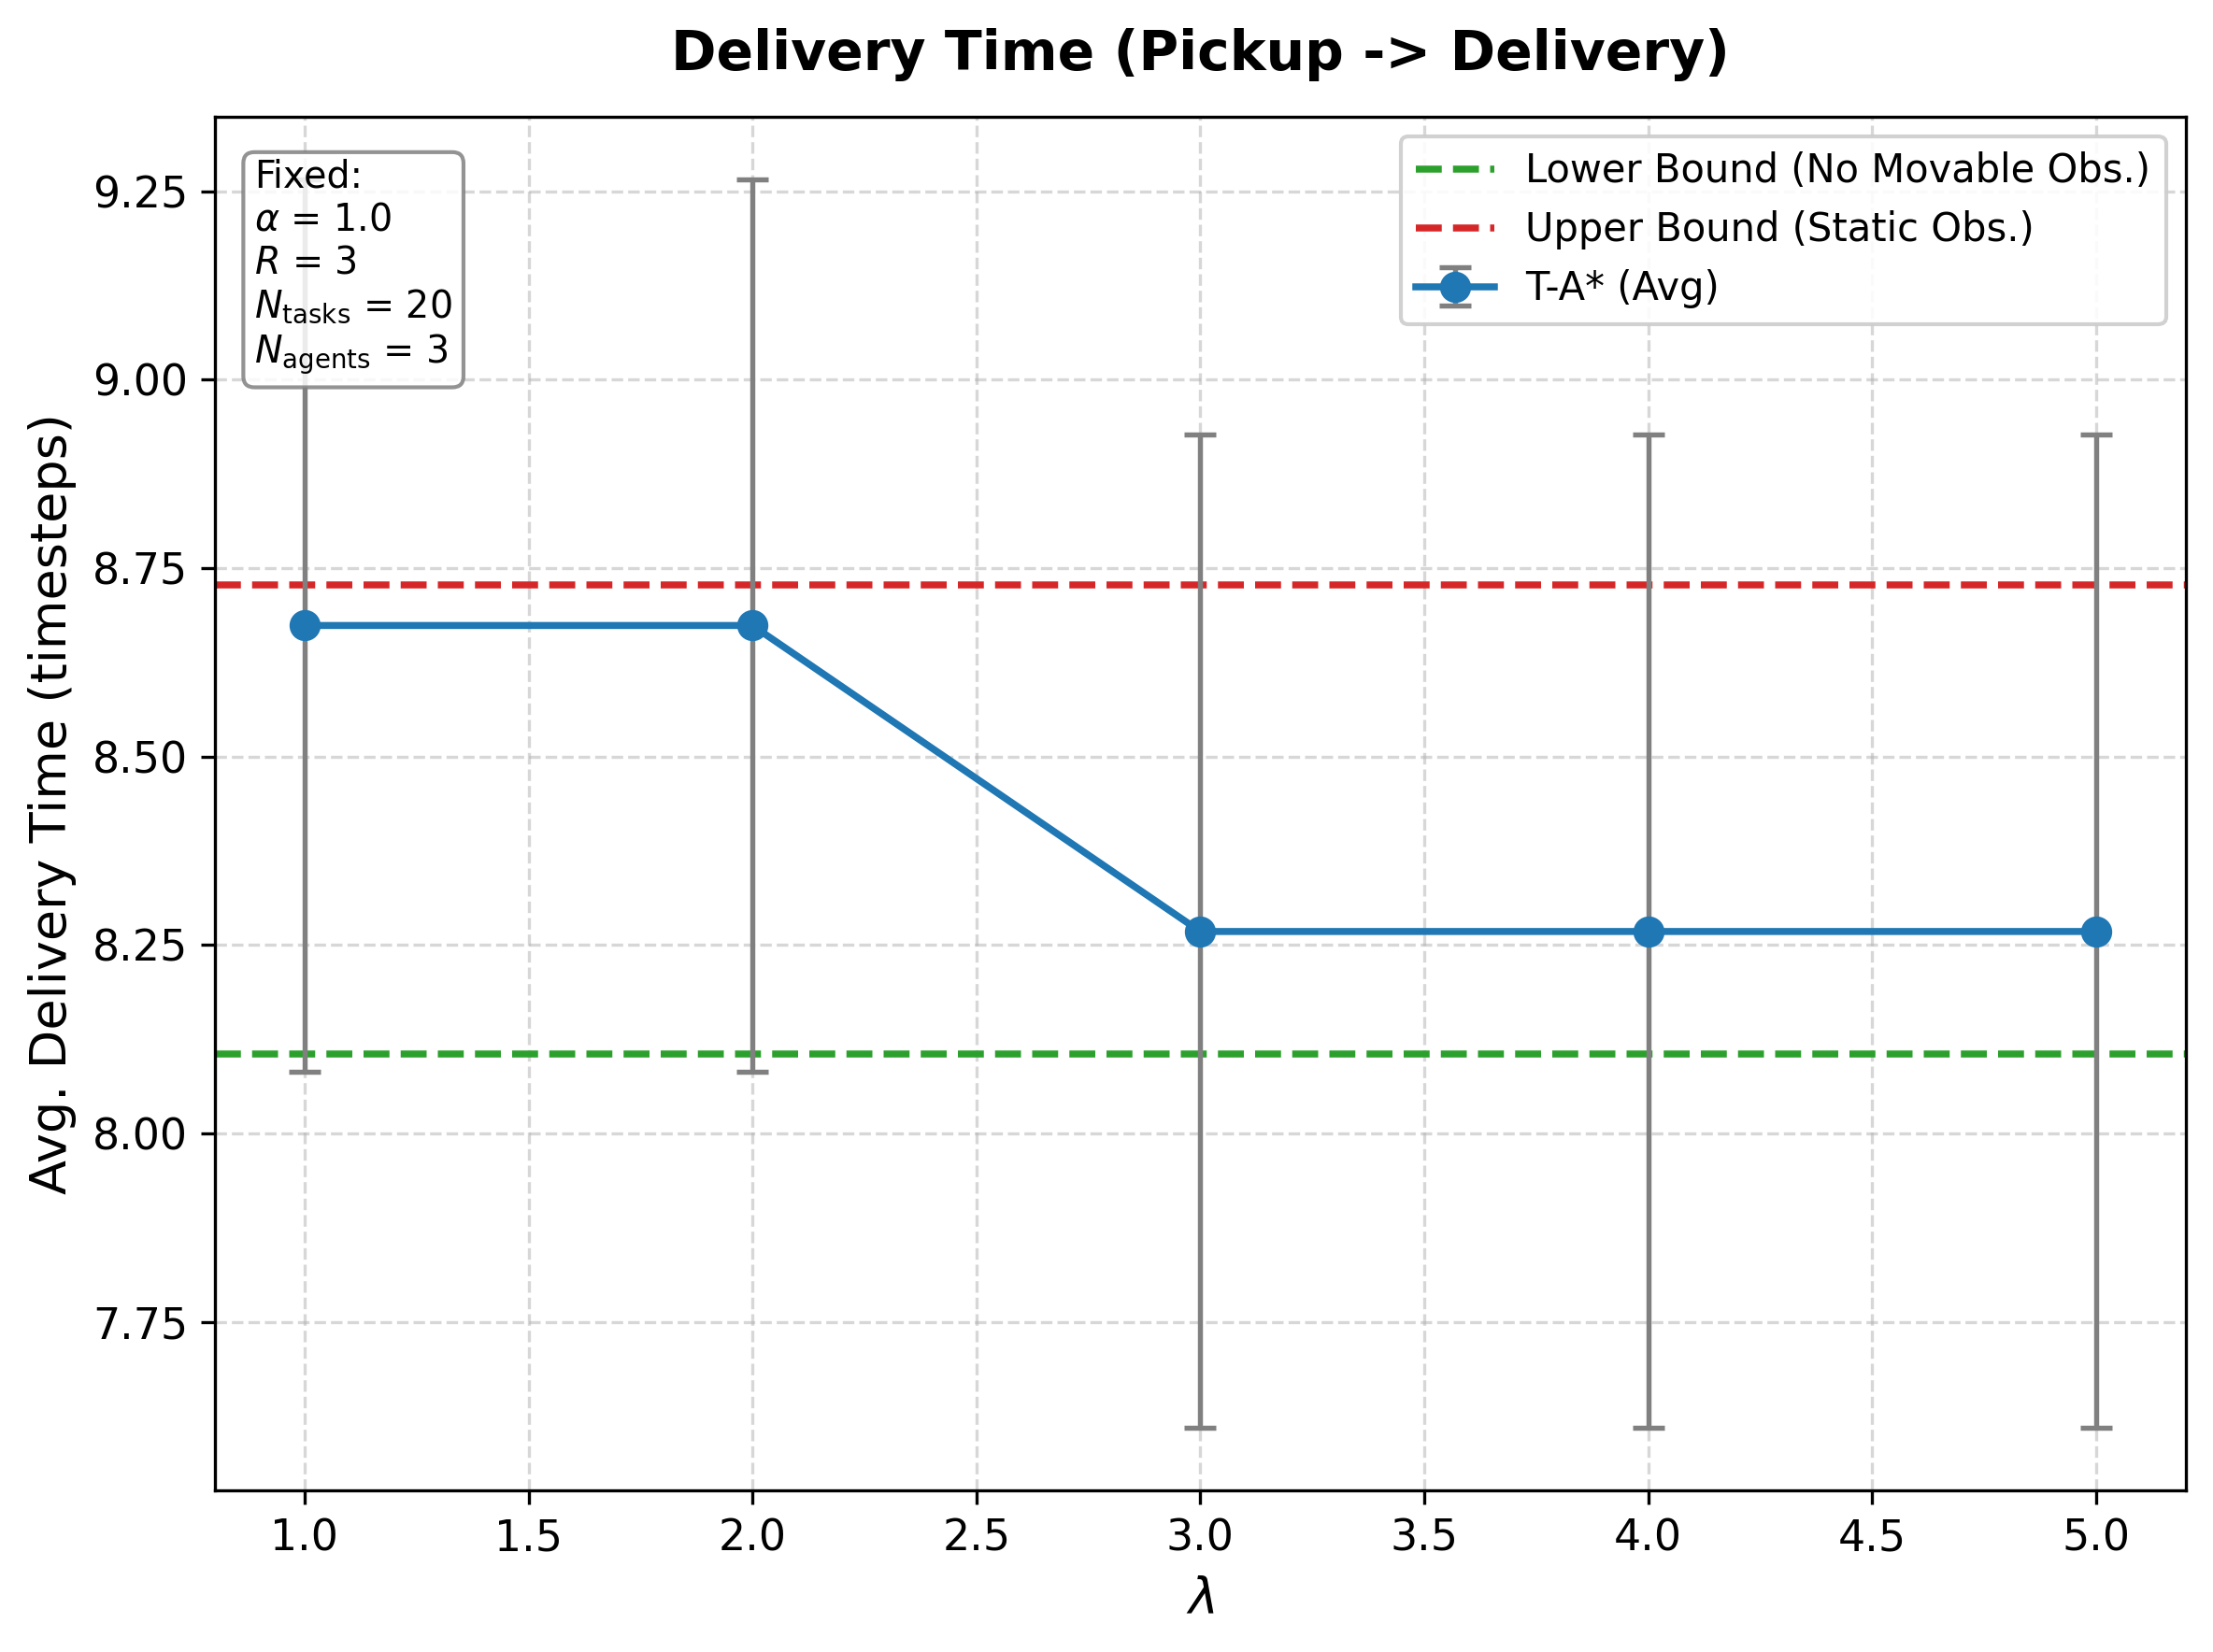 Delivery Time (Pickup -> Delivery)
Fixed:
α = 1.0
R = 3
N_tasks = 20
N_agents = 3
Lower Bound (No Movable Obs.)
Upper Bound (Static Obs.)
T-A* (Avg)
Avg. Delivery Time (timesteps)
9.25
9.00
8.75
8.50
8.25
8.00
7.75
1.0 1.5 2.0 2.5 3.0 3.5 4.0 4.5 5.0
λ